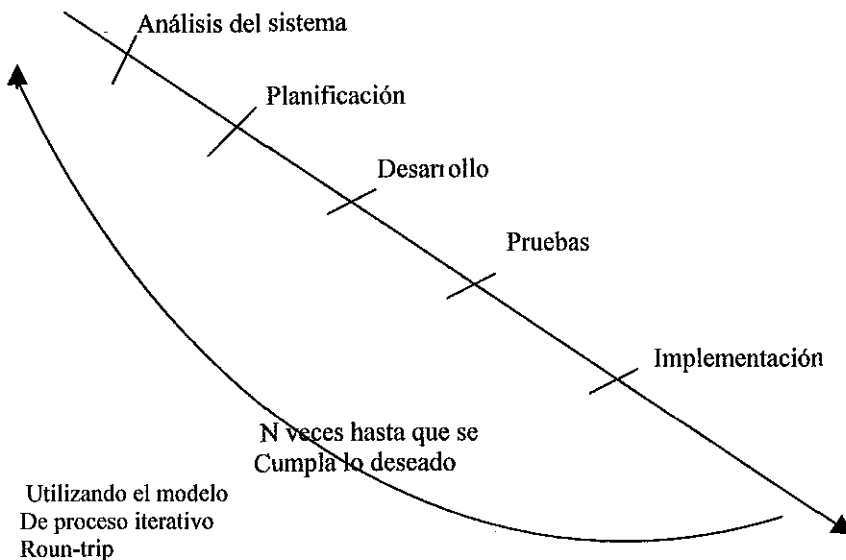 Análisis del sistema
Planificación
Desarrollo
Pruebas
Implementación
N veces hasta que se
Cumpla lo deseado
Utilizando el modelo
De proceso iterativo
Roun-trip